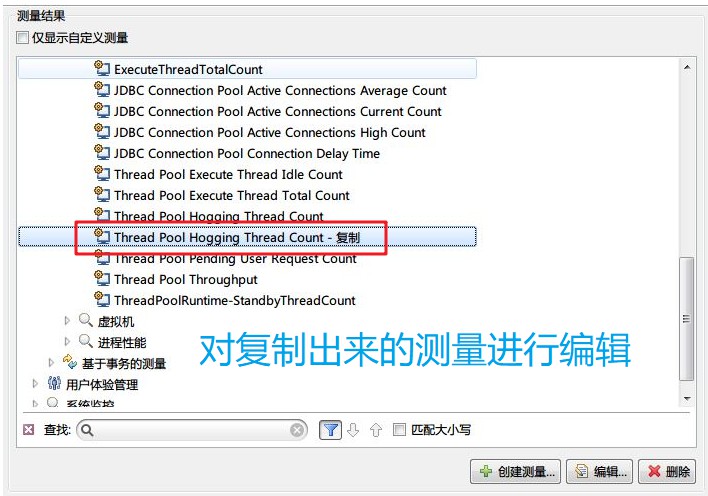 测量结果
仅显示自定义测量
ExecuteThreadTotalCount
JDBC Connection Pool Active Connections Average Count
JDBC Connection Pool Active Connections Current Count
JDBC Connection Pool Active Connections High Count
JDBC Connection Pool Connection Delay Time
Thread Pool Execute Thread Idle Count
Thread Pool Execute Thread Total Count
Thread Pool Hogging Thread Count
Thread Pool Hogging Thread Count - 复制
Thread Pool Pending User Request Count
Thread Pool Throughput
ThreadPoolRuntime-StandbyThreadCount
虚拟机
进程性能
对复制出来的测量进行编辑
基于事务的测量
用户体验管理
系统监控
查找: 匹配大小写
创建测量... 编辑... 删除